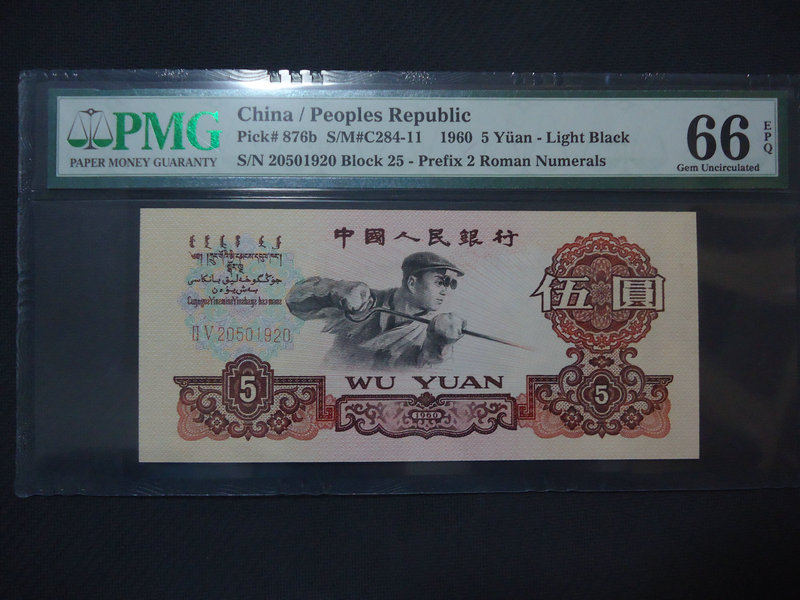 PMG
PAPER MONEY GUARANTY
China / Peoples Republic
Pick# 876b S/M#C284-11 1960 5 Yüan - Light Black
S/N 20501920 Block 25 - Prefix 2 Roman Numerals
66 EPQ
Gem Uncirculated
中國人民銀行
伍圓
II V 20501920
WU YUAN
5
1960
5